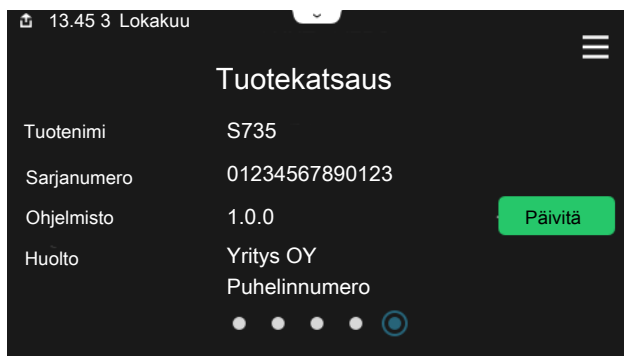 13.45 3 Lokakuu
Tuotekatsaus
Tuotenimi S735
Sarjanumero 01234567890123
Ohjelmisto 1.0.0 Päivitä
Huolto Yritys OY
Puhelinnumero